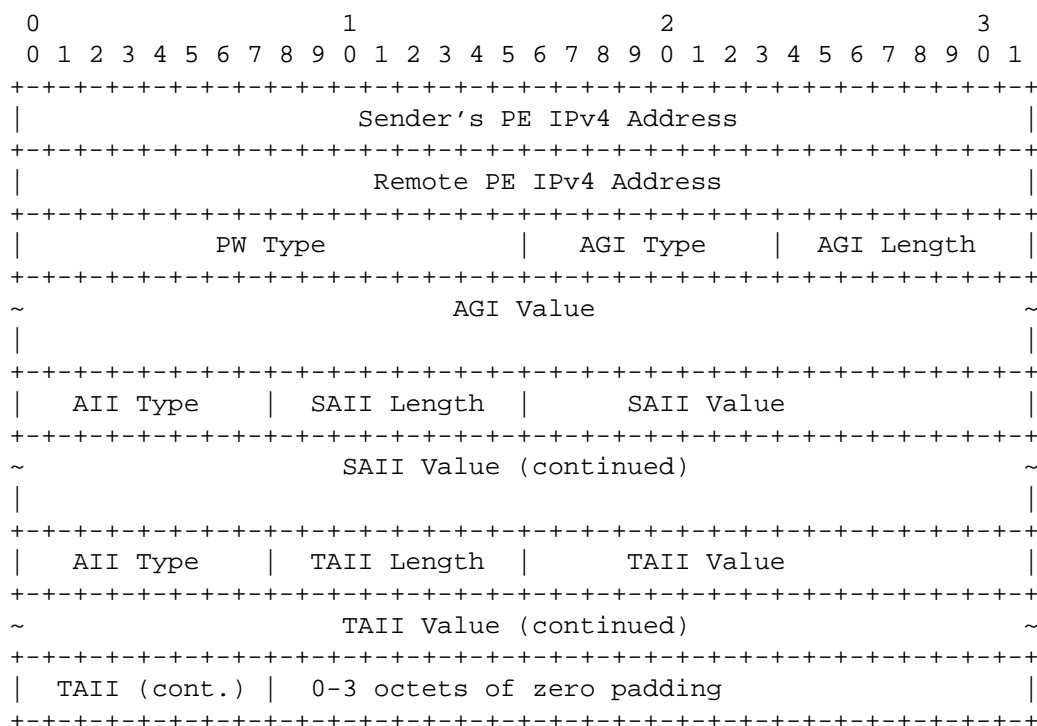 0                   1                   2                   3
 0 1 2 3 4 5 6 7 8 9 0 1 2 3 4 5 6 7 8 9 0 1 2 3 4 5 6 7 8 9 0 1
+-+-+-+-+-+-+-+-+-+-+-+-+-+-+-+-+-+-+-+-+-+-+-+-+-+-+-+-+-+-+-+-+
|                     Sender’s PE IPv4 Address                  |
+-+-+-+-+-+-+-+-+-+-+-+-+-+-+-+-+-+-+-+-+-+-+-+-+-+-+-+-+-+-+-+-+
|                      Remote PE IPv4 Address                   |
+-+-+-+-+-+-+-+-+-+-+-+-+-+-+-+-+-+-+-+-+-+-+-+-+-+-+-+-+-+-+-+-+
|            PW Type            |   AGI Type    |  AGI Length   |
+-+-+-+-+-+-+-+-+-+-+-+-+-+-+-+-+-+-+-+-+-+-+-+-+-+-+-+-+-+-+-+-+
~                           AGI Value                           ~
|                                                               |
+-+-+-+-+-+-+-+-+-+-+-+-+-+-+-+-+-+-+-+-+-+-+-+-+-+-+-+-+-+-+-+-+
|   AII Type    |  SAII Length  |      SAII Value               |
+-+-+-+-+-+-+-+-+-+-+-+-+-+-+-+-+-+-+-+-+-+-+-+-+-+-+-+-+-+-+-+-+
~                    SAII Value (continued)                     ~
|                                                               |
+-+-+-+-+-+-+-+-+-+-+-+-+-+-+-+-+-+-+-+-+-+-+-+-+-+-+-+-+-+-+-+-+
|   AII Type    |  TAII Length  |      TAII Value               |
+-+-+-+-+-+-+-+-+-+-+-+-+-+-+-+-+-+-+-+-+-+-+-+-+-+-+-+-+-+-+-+-+
~                    TAII Value (continued)                     ~
+-+-+-+-+-+-+-+-+-+-+-+-+-+-+-+-+-+-+-+-+-+-+-+-+-+-+-+-+-+-+-+-+
|  TAII (cont.) |  0-3 octets of zero padding                   |
+-+-+-+-+-+-+-+-+-+-+-+-+-+-+-+-+-+-+-+-+-+-+-+-+-+-+-+-+-+-+-+-+